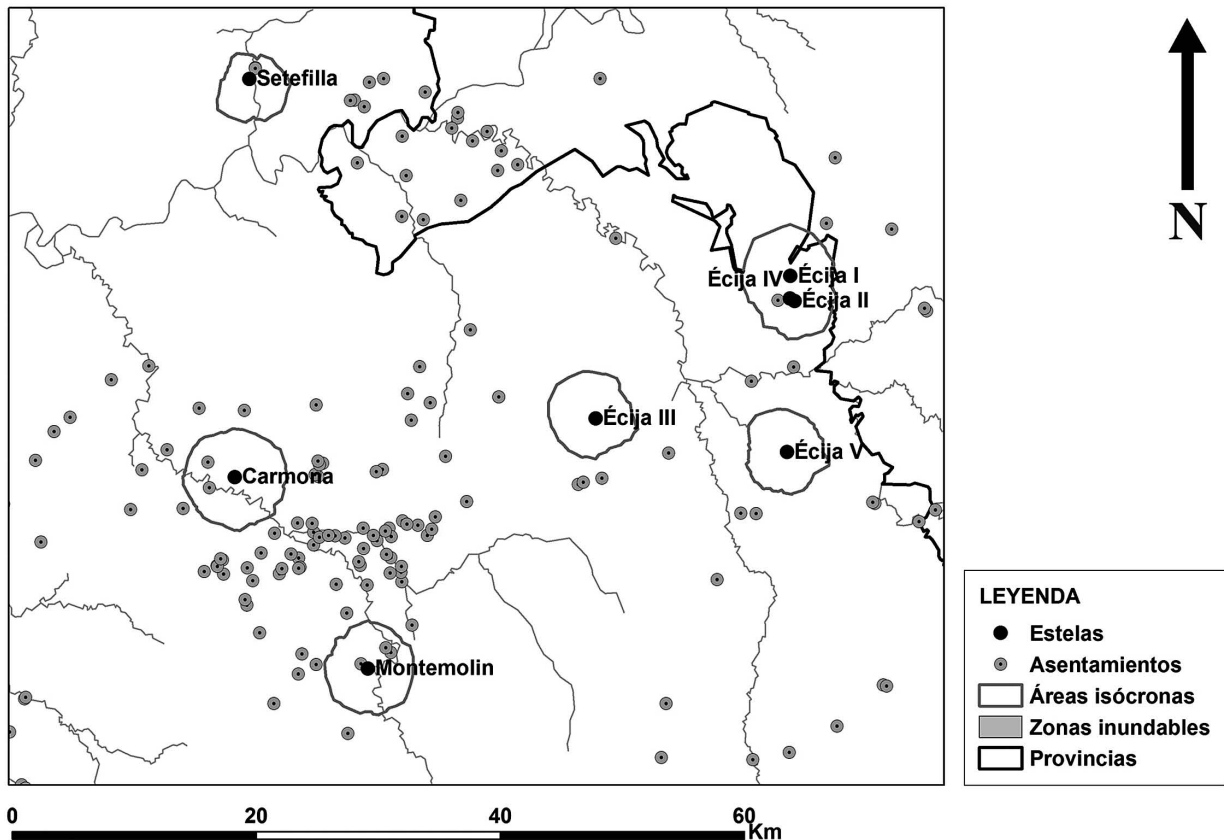 Setefilla
N
Écija IV
Écija I
Écija II
Écija III
Écija V
Carmona
Montemolin
LEYENDA
Estelas
Asentamientos
Áreas isócronas
Zonas inundables
Provincias
0 20 40 60
Km